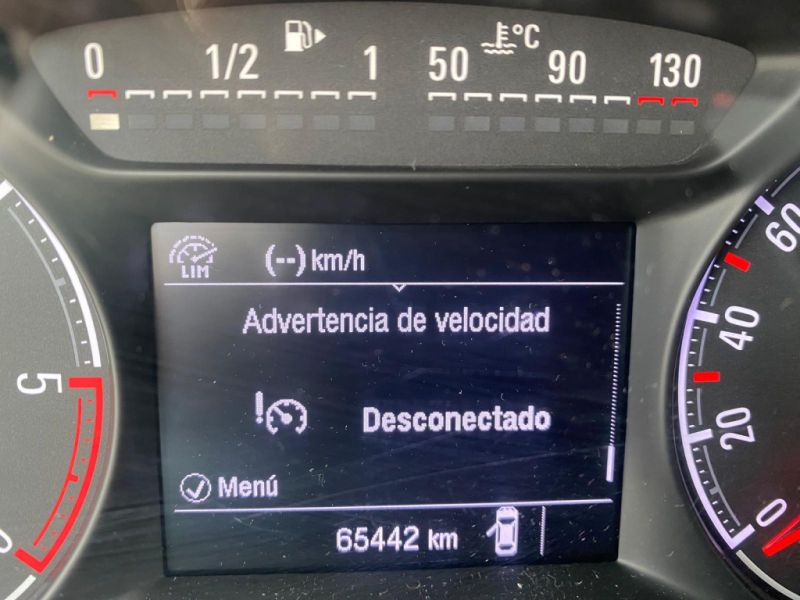 0 1/2 1 50 °C 90 130
LIM (--) km/h
Advertencia de velocidad
Desconectado
Menú
65442 km
5
60
40
20
0